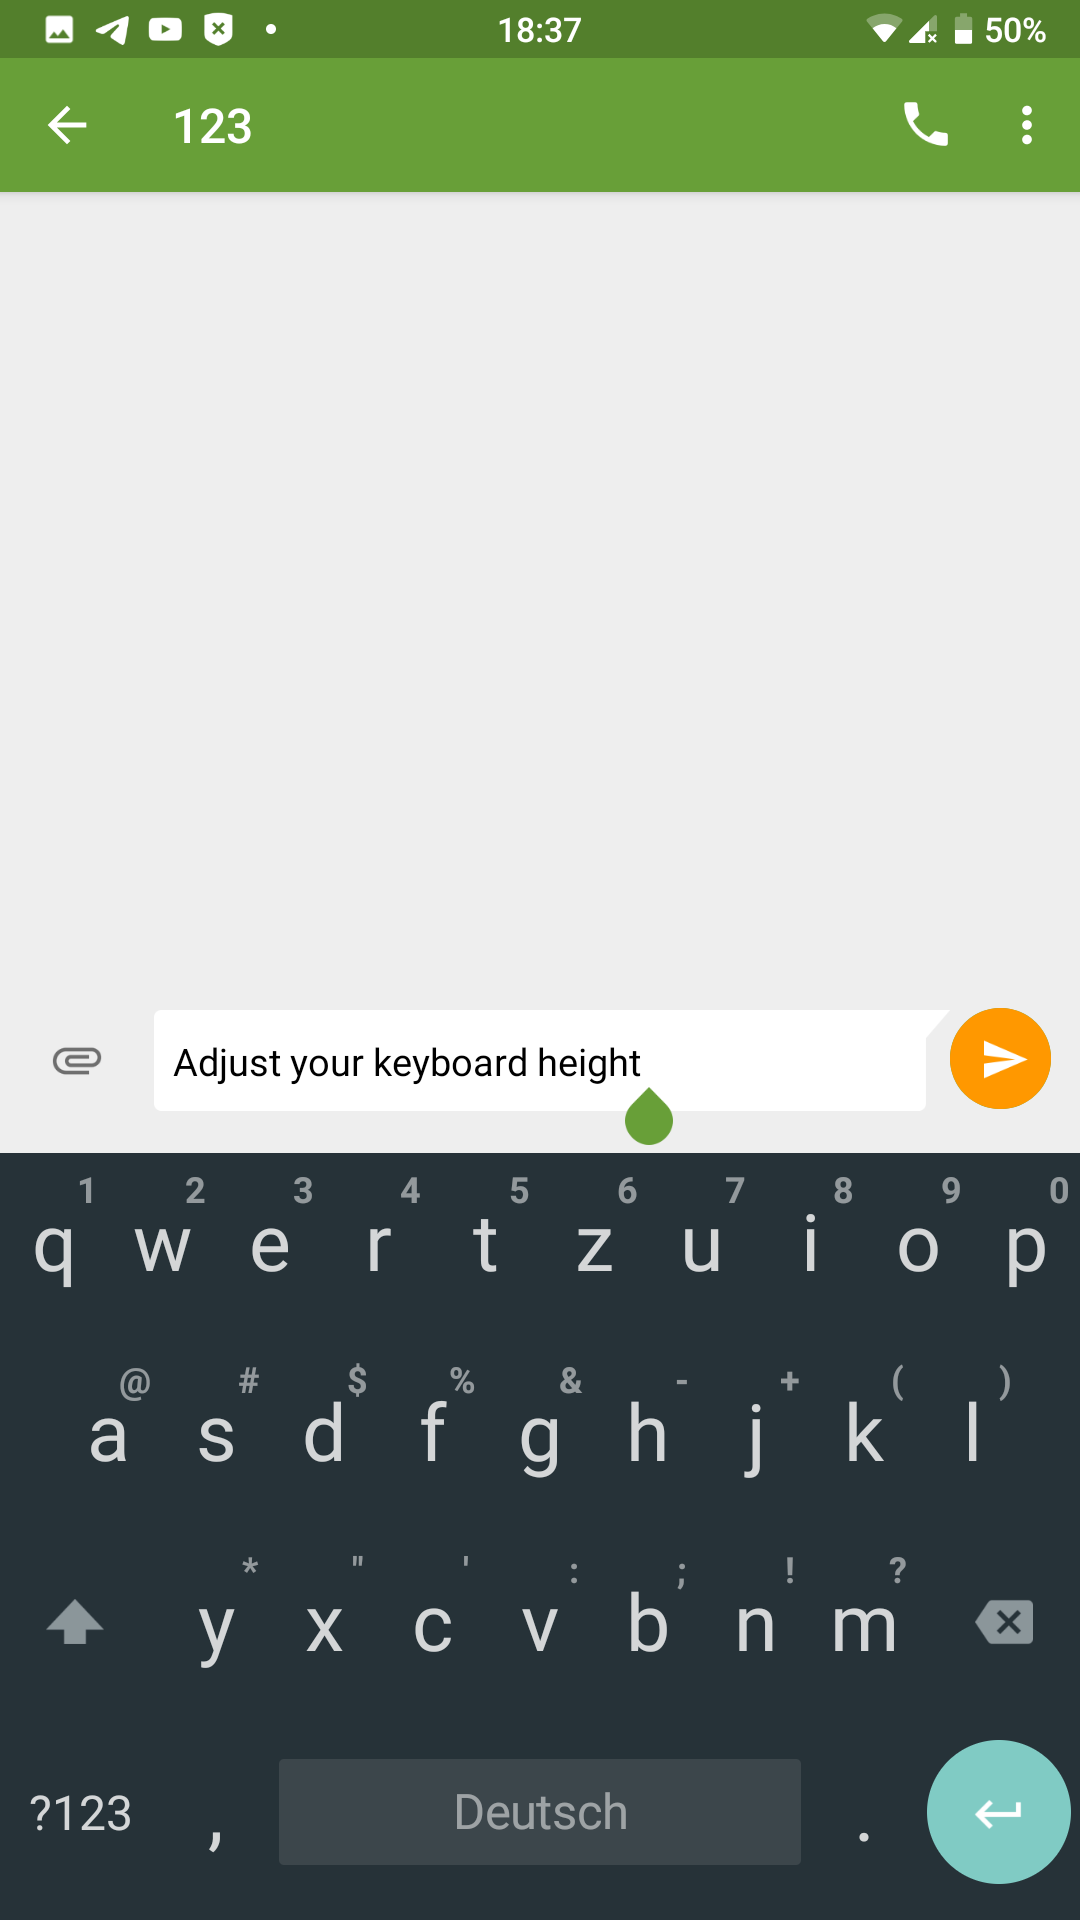 18:37 50%
123
Adjust your keyboard height
1 2 3 4 5 6 7 8 9 0
q w e r t z u i o p
@ # $ % & - + ( )
a s d f g h j k l
* " ' : ; ! ?
y x c v b n m
?123 , Deutsch .